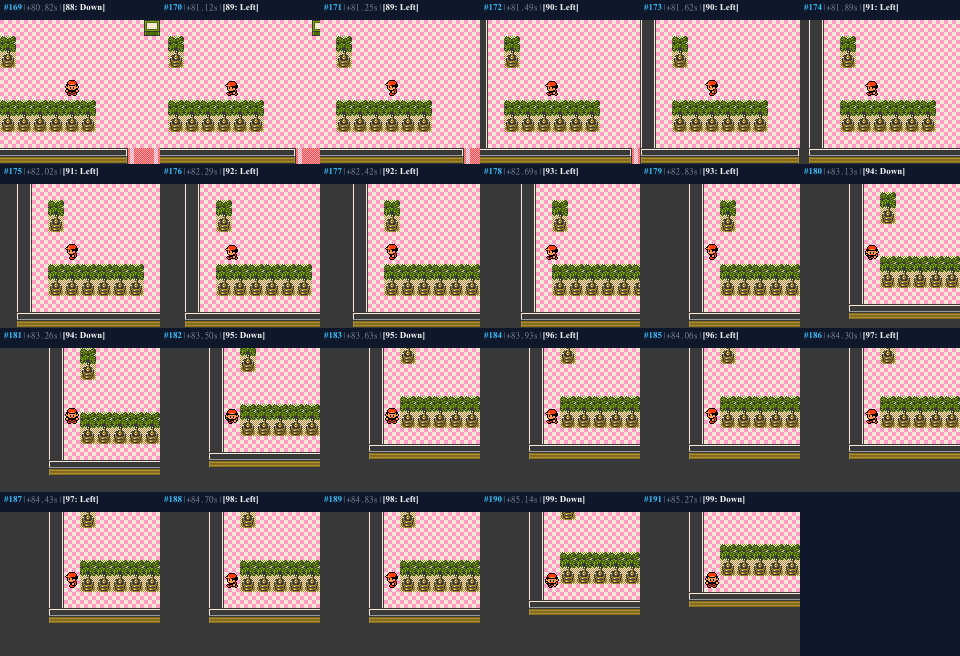 #169|+80.82s|[88: Down] #170|+81.12s|[89: Left] #171|+81.25s|[89: Left] #172|+81.49s|[90: Left] #173|+81.62s|[90: Left] #174|+81.89s|[91: Left]
#175|+82.02s|[91: Left] #176|+82.29s|[92: Left] #177|+82.42s|[92: Left] #178|+82.69s|[93: Left] #179|+82.83s|[93: Left] #180|+83.13s|[94: Down]
#181|+83.26s|[94: Down] #182|+83.50s|[95: Down] #183|+83.63s|[95: Down] #184|+83.93s|[96: Left] #185|+84.06s|[96: Left] #186|+84.30s|[97: Left]
#187|+84.43s|[97: Left] #188|+84.70s|[98: Left] #189|+84.83s|[98: Left] #190|+85.14s|[99: Down] #191|+85.27s|[99: Down]